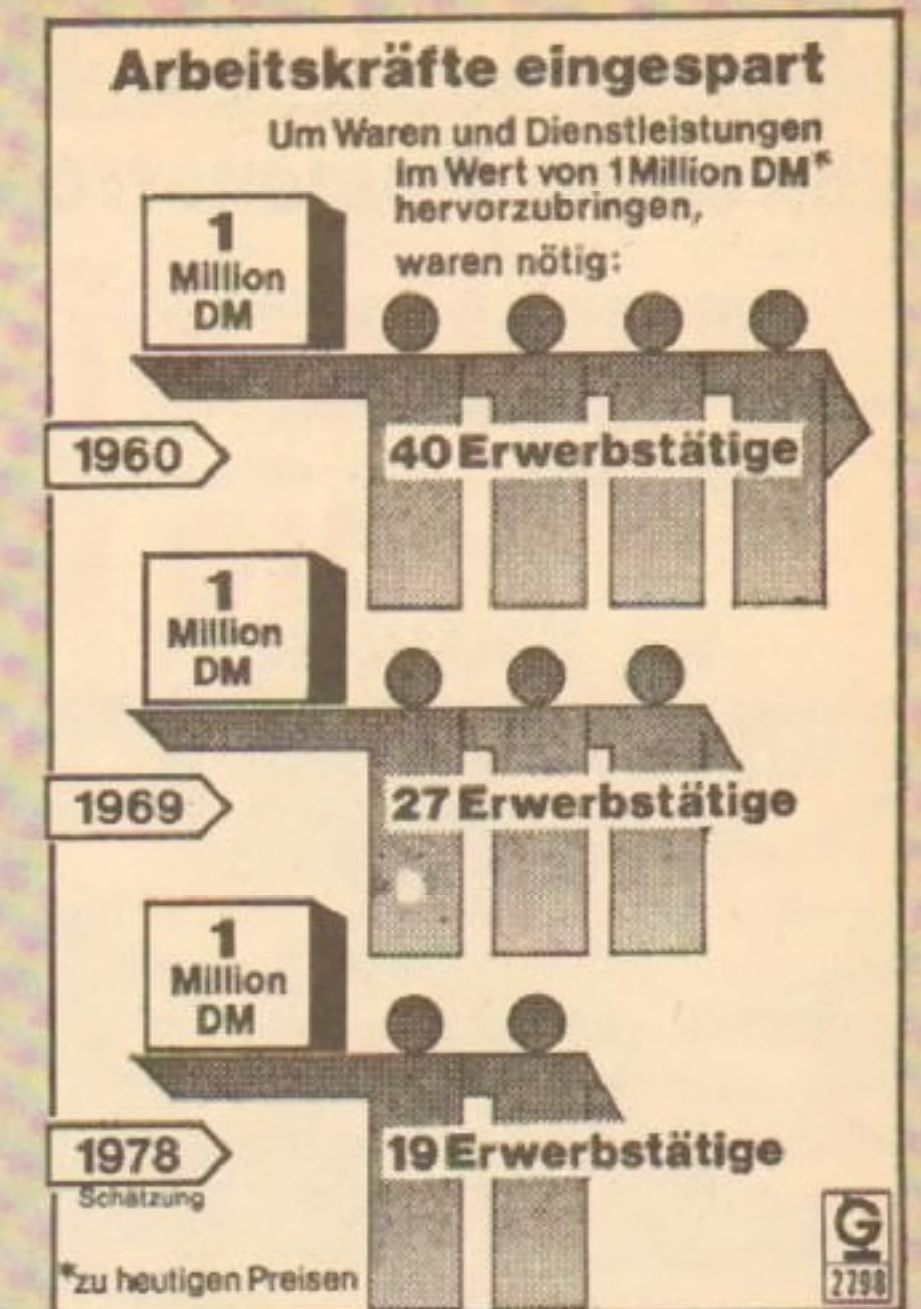 Arbeitskräfte eingespart
Um Waren und Dienstleistungen
im Wert von 1 Million DM*
hervorzubringen,
waren nötig:
1
Million
DM
1960
40 Erwerbstätige
1
Million
DM
1969
27 Erwerbstätige
1
Million
DM
1978
Schätzung
19 Erwerbstätige
*zu heutigen Preisen
G
2798